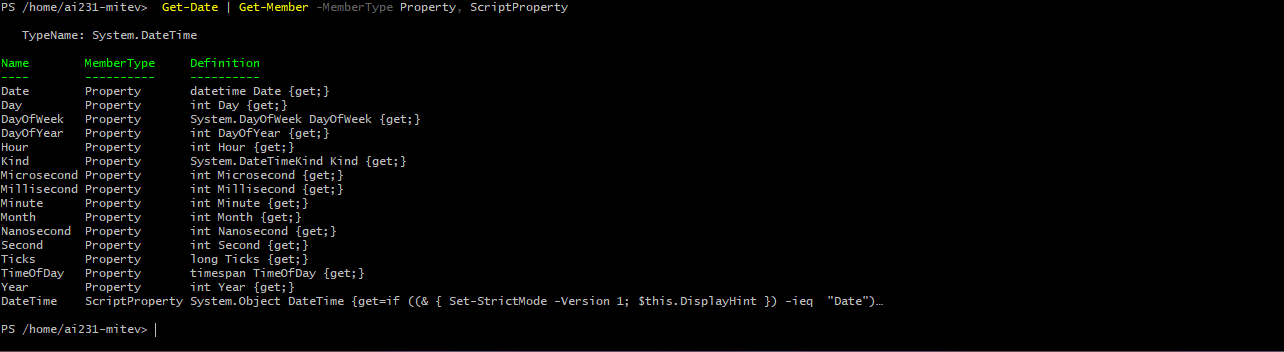 PS /home/ai231-mitev>  Get-Date | Get-Member -MemberType Property, ScriptProperty
   TypeName: System.DateTime
Name        MemberType     Definition
----        ----------     ----------
Date        Property       datetime Date {get;}
Day         Property       int Day {get;}
DayOfWeek   Property       System.DayOfWeek DayOfWeek {get;}
DayOfYear   Property       int DayOfYear {get;}
Hour        Property       int Hour {get;}
Kind        Property       System.DateTimeKind Kind {get;}
Microsecond Property       int Microsecond {get;}
Millisecond Property       int Millisecond {get;}
Minute      Property       int Minute {get;}
Month       Property       int Month {get;}
Nanosecond  Property       int Nanosecond {get;}
Second      Property       int Second {get;}
Ticks       Property       long Ticks {get;}
TimeOfDay   Property       timespan TimeOfDay {get;}
Year        Property       int Year {get;}
DateTime    ScriptProperty System.Object DateTime {get=if ((& { Set-StrictMode -Version 1; $this.DisplayHint }) -ieq  "Date")…
PS /home/ai231-mitev>